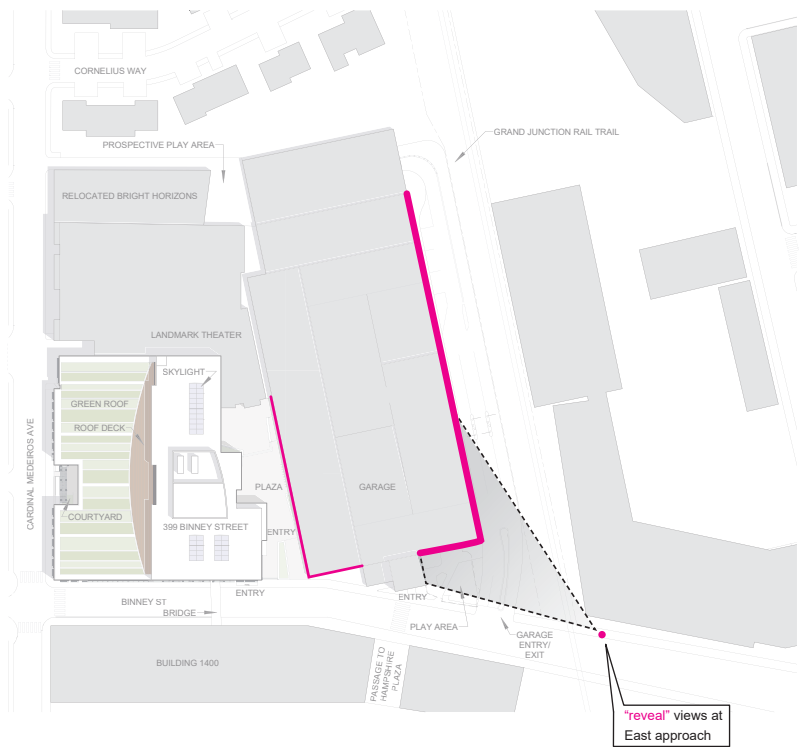 CORNELIUS WAY
GRAND JUNCTION RAIL TRAIL
PROSPECTIVE PLAY AREA
RELOCATED BRIGHT HORIZONS
LANDMARK THEATER
SKYLIGHT
GREEN ROOF
ROOF DECK
CARDINAL MEDEIROS AVE
PLAZA
GARAGE
COURTYARD
399 BINNEY STREET
ENTRY
ENTRY
ENTRY
BINNEY ST
BRIDGE
PLAY AREA
GARAGE
ENTRY/
EXIT
BUILDING 1400
PASSAGE TO
HAMPSHIRE
PLAZA
“reveal” views at
East approach